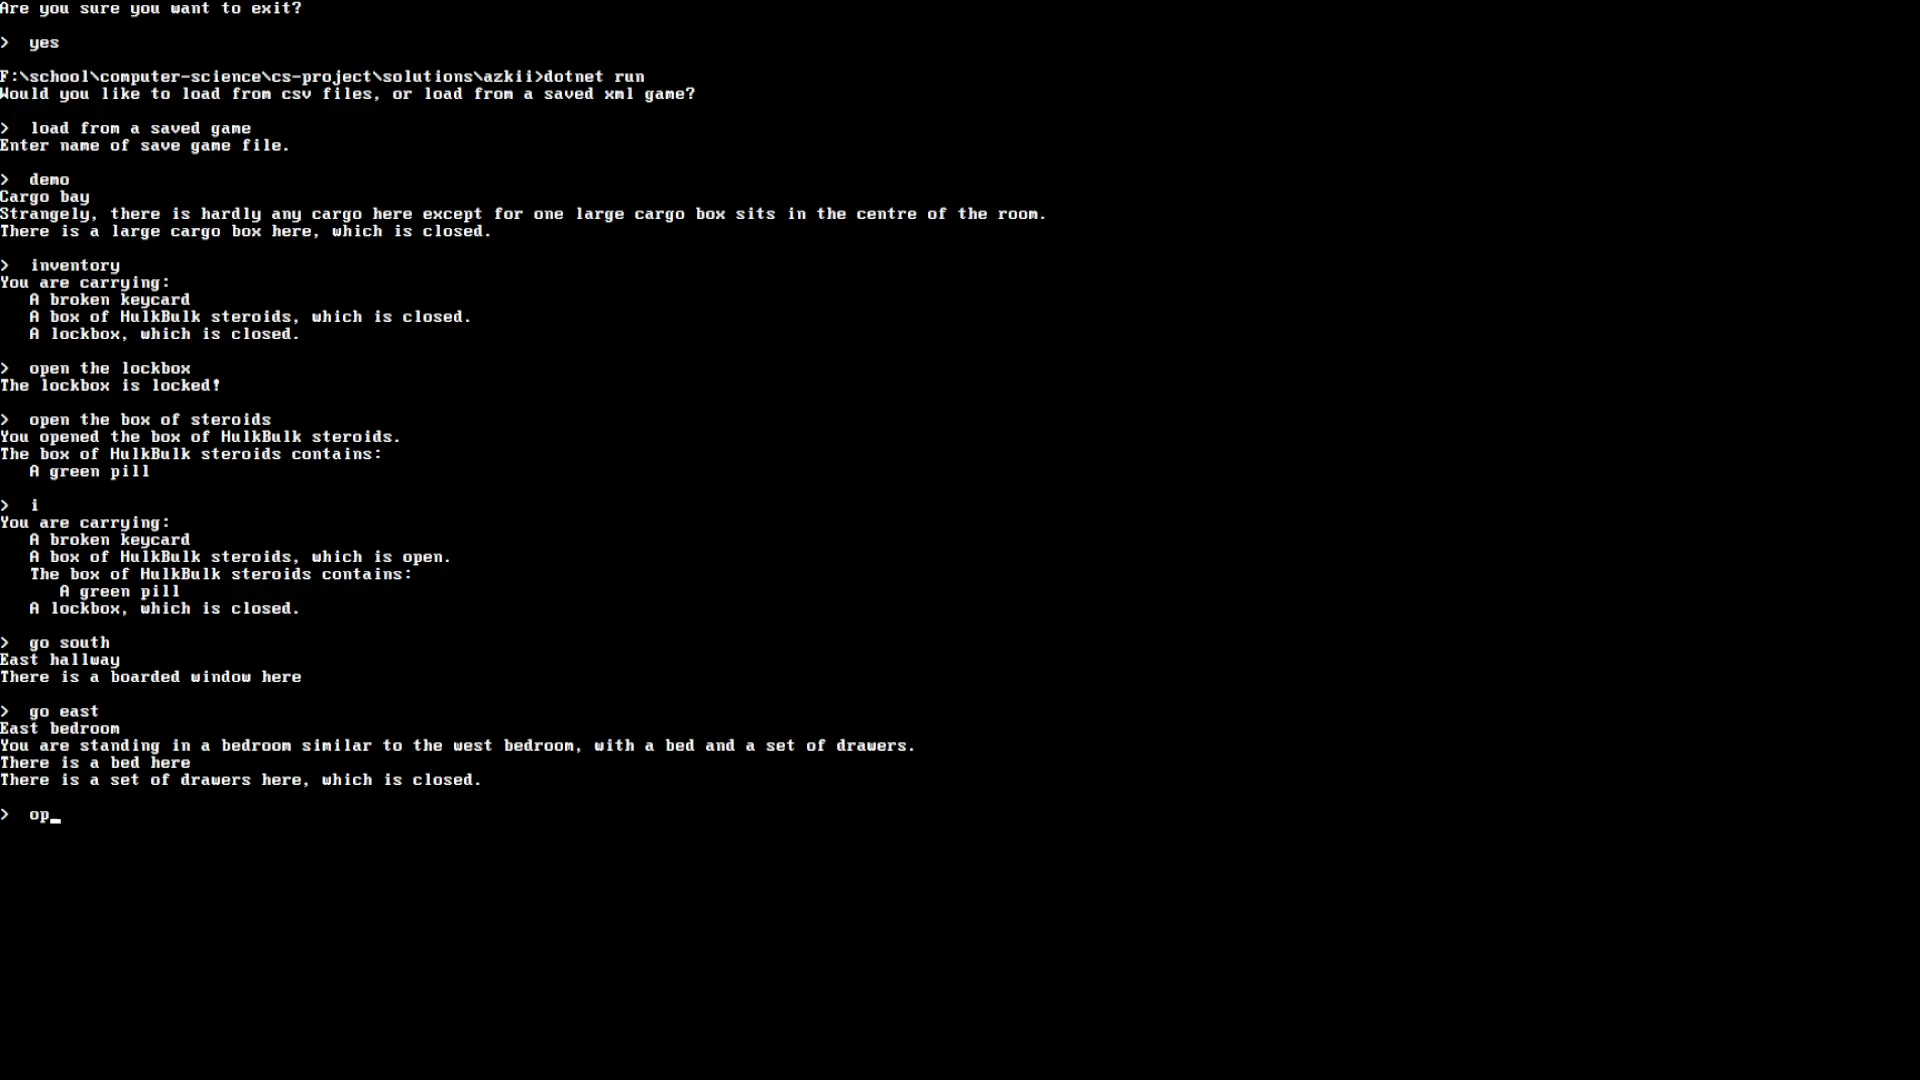 Are you sure you want to exit?
>  yes
F:\school\computer-science\cs-project\solutions\azkii>dotnet run
Would you like to load from csv files, or load from a saved xml game?
>  load from a saved game
Enter name of save game file.
>  demo
Cargo bay
Strangely, there is hardly any cargo here except for one large cargo box sits in the centre of the room.
There is a large cargo box here, which is closed.
>  inventory
You are carrying:
   A broken keycard
   A box of HulkBulk steroids, which is closed.
   A lockbox, which is closed.
>  open the lockbox
The lockbox is locked!
>  open the box of steroids
You opened the box of HulkBulk steroids.
The box of HulkBulk steroids contains:
   A green pill
>  i
You are carrying:
   A broken keycard
   A box of HulkBulk steroids, which is open.
   The box of HulkBulk steroids contains:
      A green pill
   A lockbox, which is closed.
>  go south
East hallway
There is a boarded window here
>  go east
East bedroom
You are standing in a bedroom similar to the west bedroom, with a bed and a set of drawers.
There is a bed here
There is a set of drawers here, which is closed.
>  op_